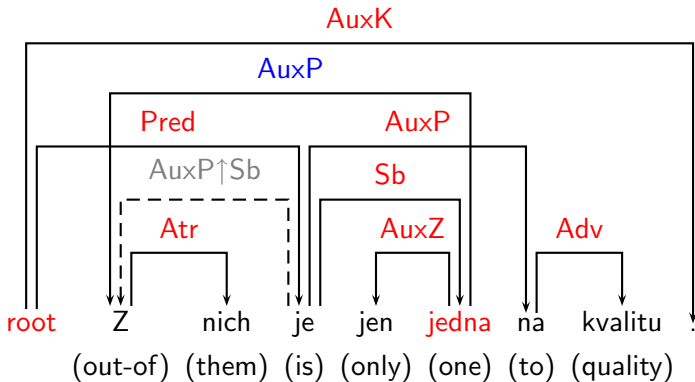 AuxK
AuxP
Pred AuxP
AuxP↑Sb Sb
Atr AuxZ Adv
root Z nich je jen jedna na kvalitu .
(out-of) (them) (is) (only) (one) (to) (quality)